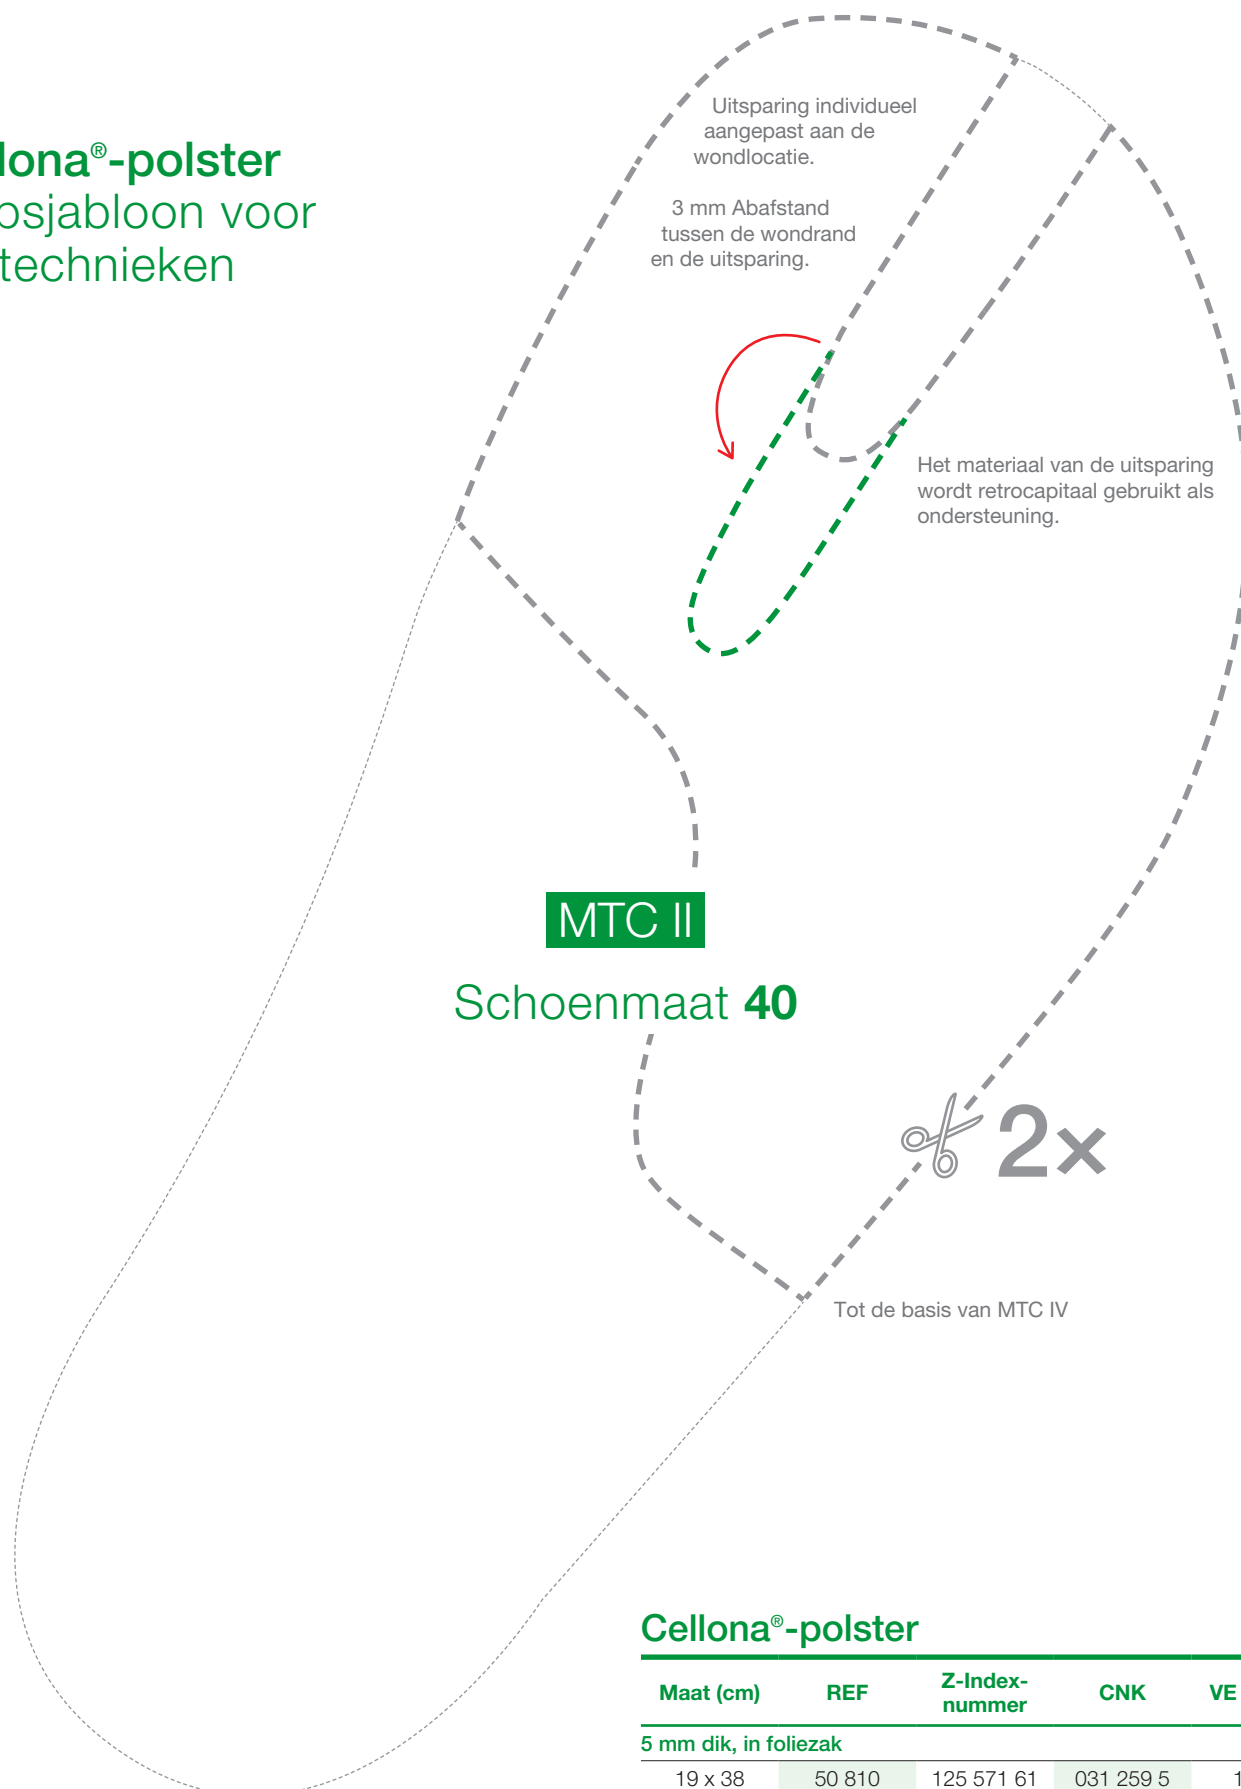 lona®-polster
psjabloon voor
technieken
Uitsparing individueel
aangepast aan de
wondlocatie.
3 mm Abafstand
tussen de wondrand
en de uitsparing.
Het materiaal van de uitsparing
wordt retrocapitaal gebruikt als
ondersteuning.
MTC II
Schoenmaat 40
2×
Tot de basis van MTC IV
Cellona®-polster
Maat (cm) REF Z-Index-nummer CNK VE
5 mm dik, in foliezak
19 x 38 50 810 125 571 61 031 259 5 1